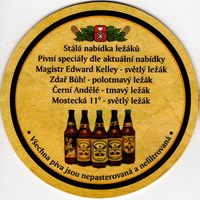 Stálá nabídka ležáků
Pivní speciály dle aktuální nabídky
Magistr Edward Kelley - světlý ležák
Zdař Bůh! - polotmavý ležák
Černí Andělé - tmavý ležák
Mostecká 11° - světlý ležák
• Všechna piva jsou nepasterovaná a nefiltrovaná •